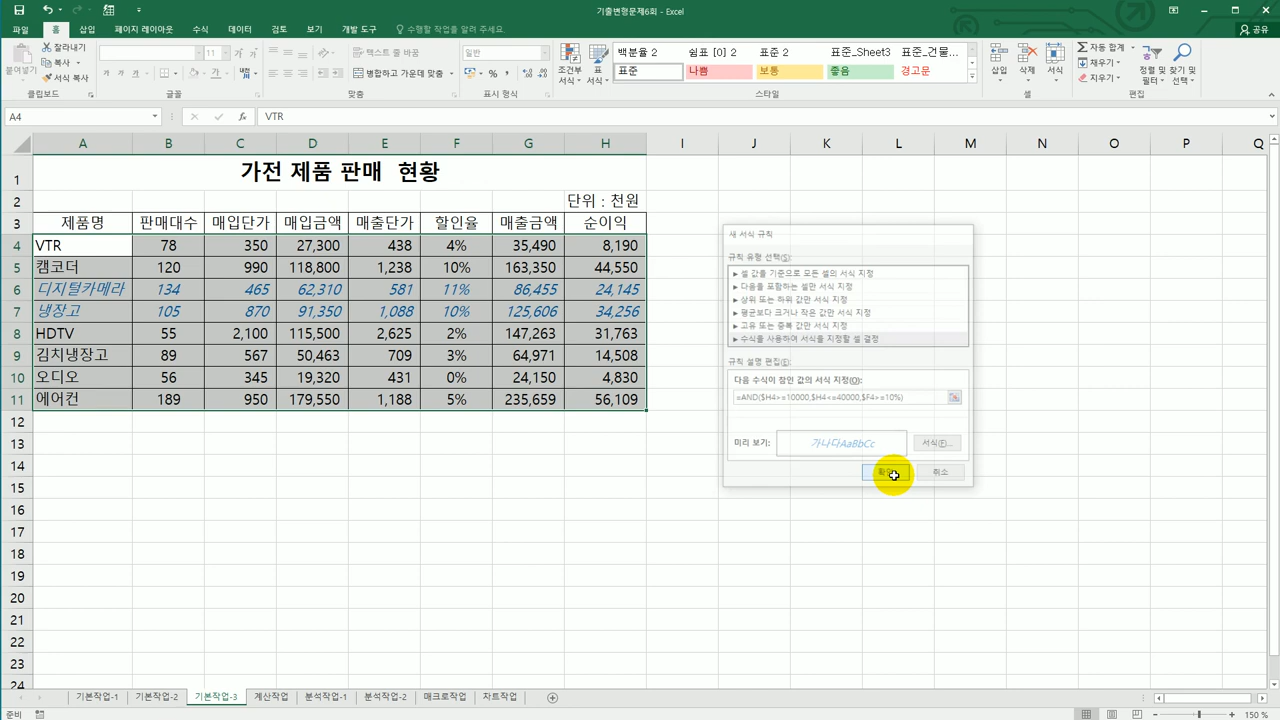 기출변형문제6회 - Excel
파일 홈 삽입 페이지 레이아웃 수식 데이터 검토 보기 개발 도구 수행할 작업을 알려 주세요. 공유
잘라내기
복사
서식 복사
붙여넣기
클립보드
11
가 가 가
글꼴
텍스트 줄 바꿈
병합하고 가운데 맞춤
맞춤
일반
표시 형식
조건부 서식
표 서식
백분율 2 쉼표 [0] 2 표준 2 표준_Sheet3 표준_건물...
표준 나쁨 보통 좋음 경고문
스타일
삽입 삭제 서식
셀
자동 합계
채우기
지우기
정렬 및 필터
찾기 및 선택
편집
A4 fx VTR
A B C D E F G H I J K L M N O P Q
1 가전 제품 판매 현황
2 단위 : 천원
3 제품명 판매대수 매입단가 매입금액 매출단가 할인율 매출금액 순이익
4 VTR 78 350 27,300 438 4% 35,490 8,190
5 캠코더 120 990 118,800 1,238 10% 163,350 44,550
6 디지털카메라 134 465 62,310 581 11% 86,455 24,145
7 냉장고 105 870 91,350 1,088 10% 125,606 34,256
8 HDTV 55 2,100 115,500 2,625 2% 147,263 31,763
9 김치냉장고 89 567 50,463 709 3% 64,971 14,508
10 오디오 56 345 19,320 431 0% 24,150 4,830
11 에어컨 189 950 179,550 1,188 5% 235,659 56,109
12
13
14
15
16
17
18
19
20
21
22
23
24
새 서식 규칙
규칙 유형 선택(S):
► 셀 값을 기준으로 모든 셀의 서식 지정
► 다음을 포함하는 셀만 서식 지정
► 상위 또는 하위 값만 서식 지정
► 평균보다 크거나 작은 값만 서식 지정
► 고유 또는 중복 값만 서식 지정
► 수식을 사용하여 서식을 지정할 셀 결정
규칙 설명 편집(E):
다음 수식이 참인 값의 서식 지정(O):
=AND($H4>=10000,$H4<=40000,$F4>=10%)
미리 보기: 가나다AaBbCc 서식(F)...
확인 취소
기본작업-1 기본작업-2 기본작업-3 계산작업 분석작업-1 분석작업-2 매크로작업 차트작업
준비 150 %